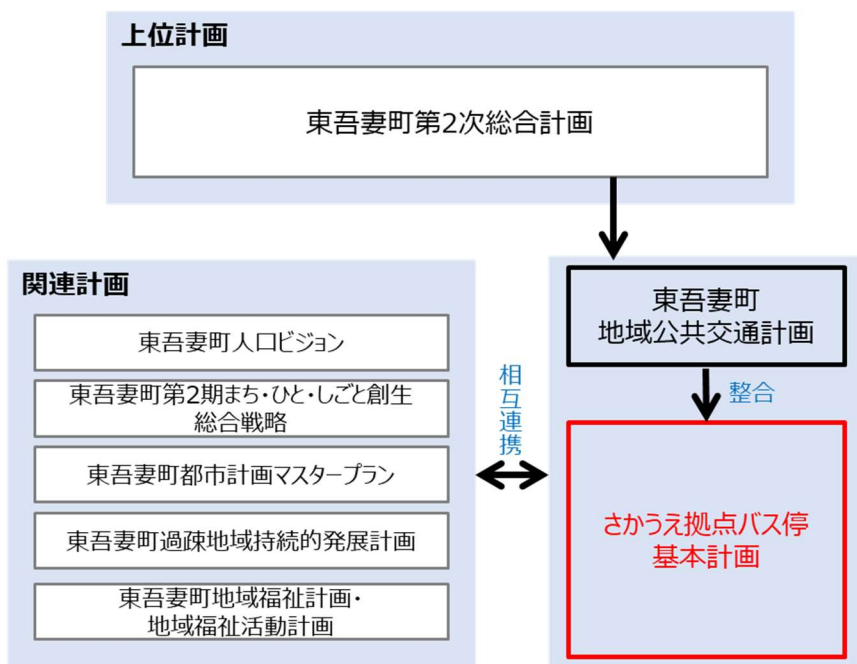 上位計画
東吾妻町第2次総合計画
関連計画
東吾妻町人口ビジョン
東吾妻町第2期まち・ひと・しごと創生
総合戦略
東吾妻町都市計画マスタープラン
東吾妻町過疎地域持続的発展計画
東吾妻町地域福祉計画・
地域福祉活動計画
相互連携
東吾妻町
地域公共交通計画
整合
さかうえ拠点バス停
基本計画